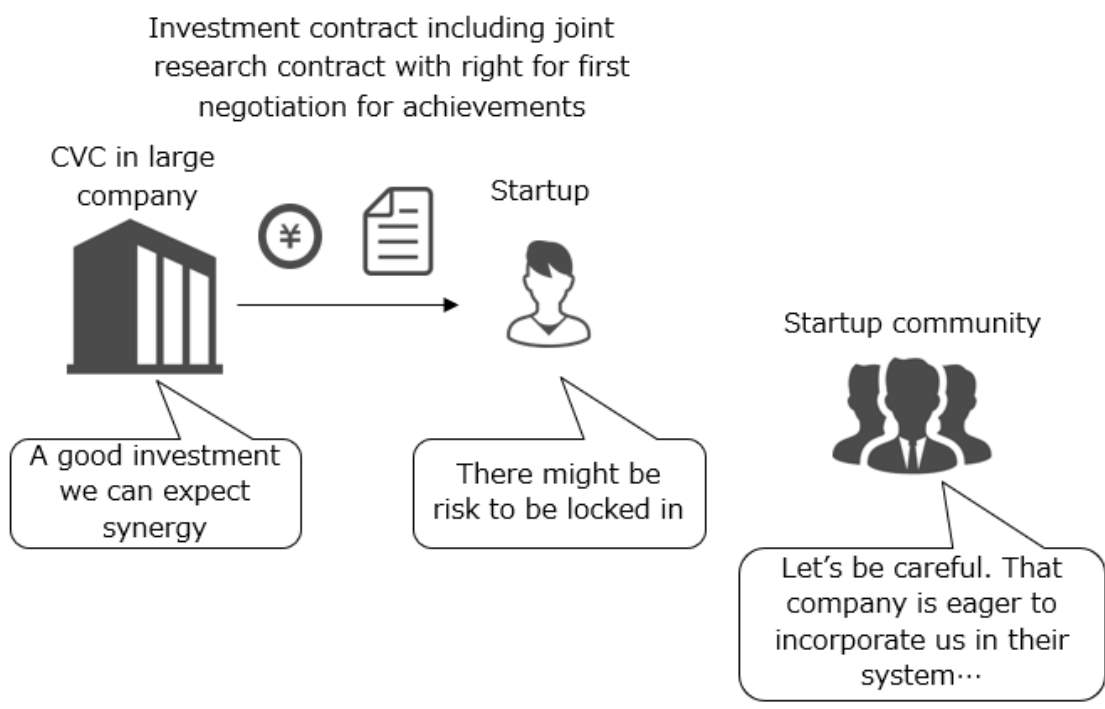 Investment contract including joint
research contract with right for first
negotiation for achievements
CVC in large
company
¥
Startup
Startup community
A good investment
we can expect
synergy
There might be
risk to be locked in
Let’s be careful. That
company is eager to
incorporate us in their
system⋯